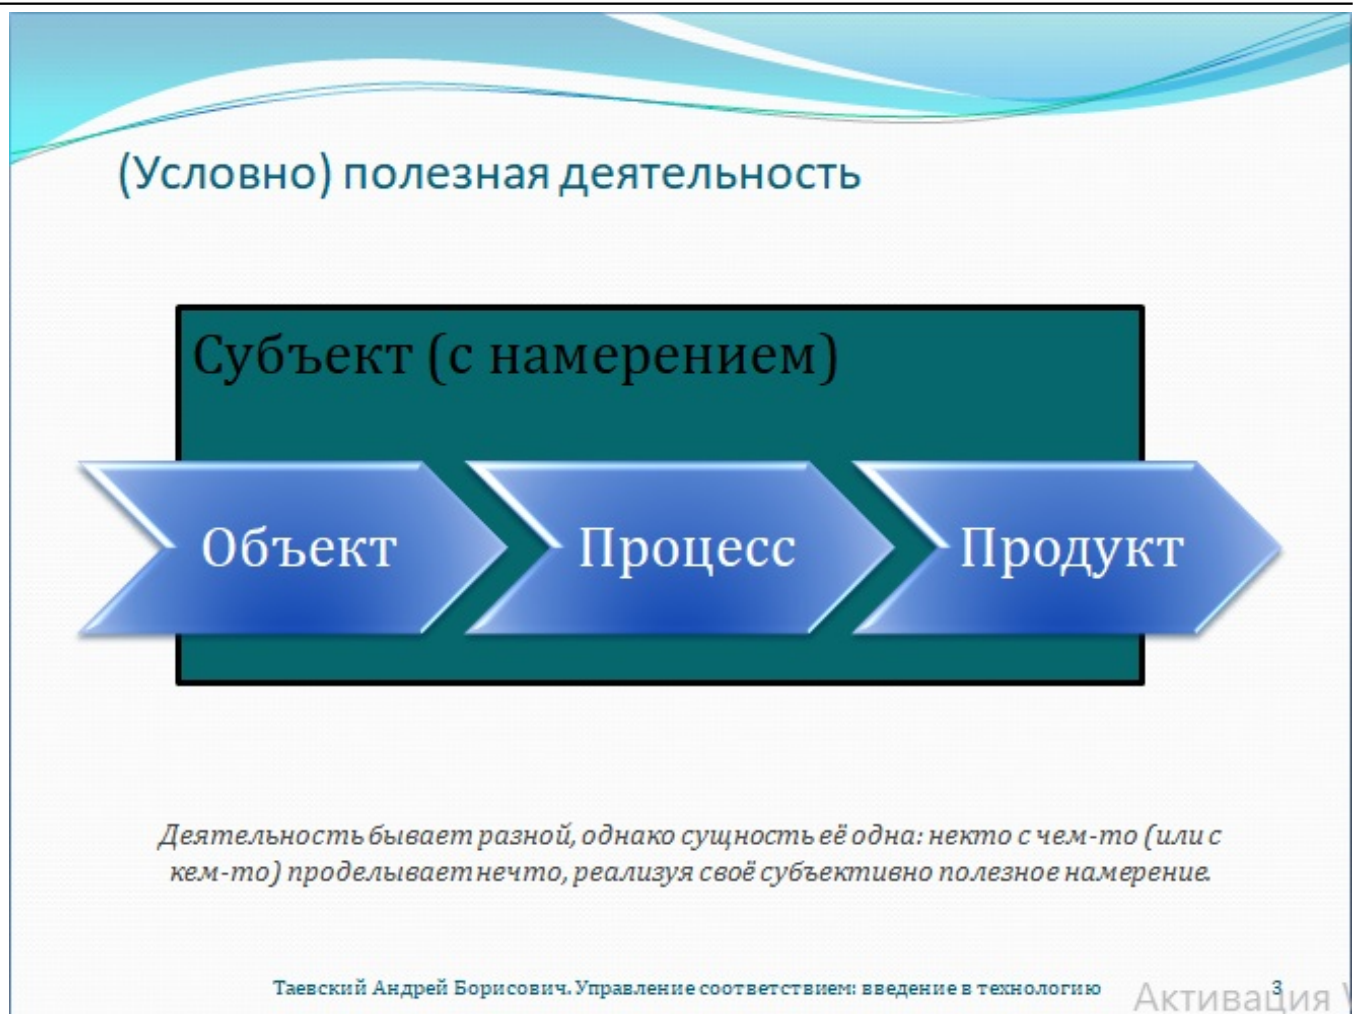 (Условно) полезная деятельность
Субъект (с намерением)
Объект
Процесс
Продукт
Деятельность бывает разной, однако сущность её одна: некто с чем-то (или с
кем-то) проделывает нечто, реализуя своё субъективно полезное намерение.
Таевский Андрей Борисович. Управление соответствием: введение в технологию
3
Активация